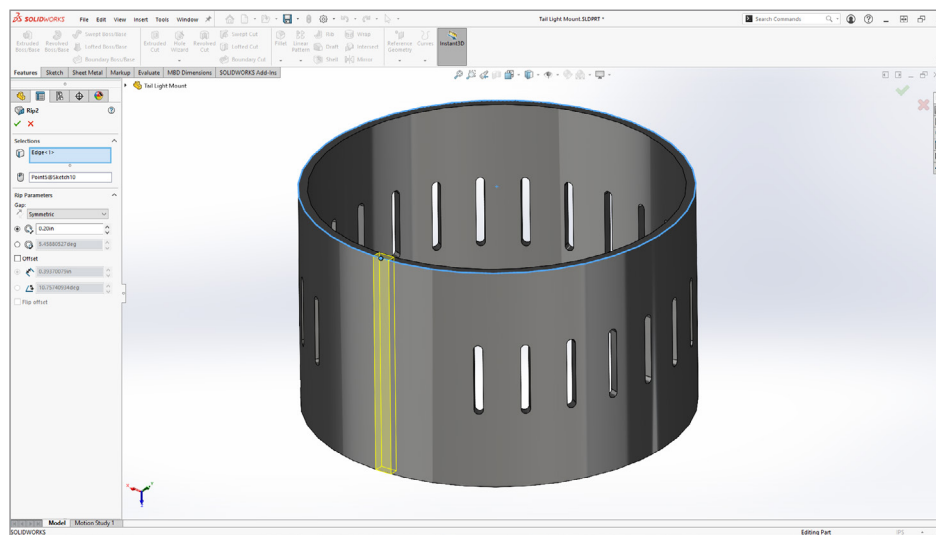 SOLIDWORKS File Edit View Insert Tools Window Tail Light Mount.SLDPRT * Search Commands
Extruded Boss/Base
Revolved Boss/Base
Swept Boss/Base
Lofted Boss/Base
Boundary Boss/Base
Extruded Cut
Hole Wizard
Revolved Cut
Swept Cut
Lofted Cut
Boundary Cut
Fillet
Linear Pattern
Rib
Draft
Shell
Wrap
Intersect
Mirror
Reference Geometry
Curves
Instant3D
Features Sketch Sheet Metal Markup Evaluate MBD Dimensions SOLIDWORKS Add-Ins
Tail Light Mount
Rip2
Selections
Edge<1>
Point5@Sketch10
Rip Parameters
Gap:
Symmetric
0.20in
Offset
Flip offset
Model Motion Study 1
SOLIDWORKS Editing Part IPS